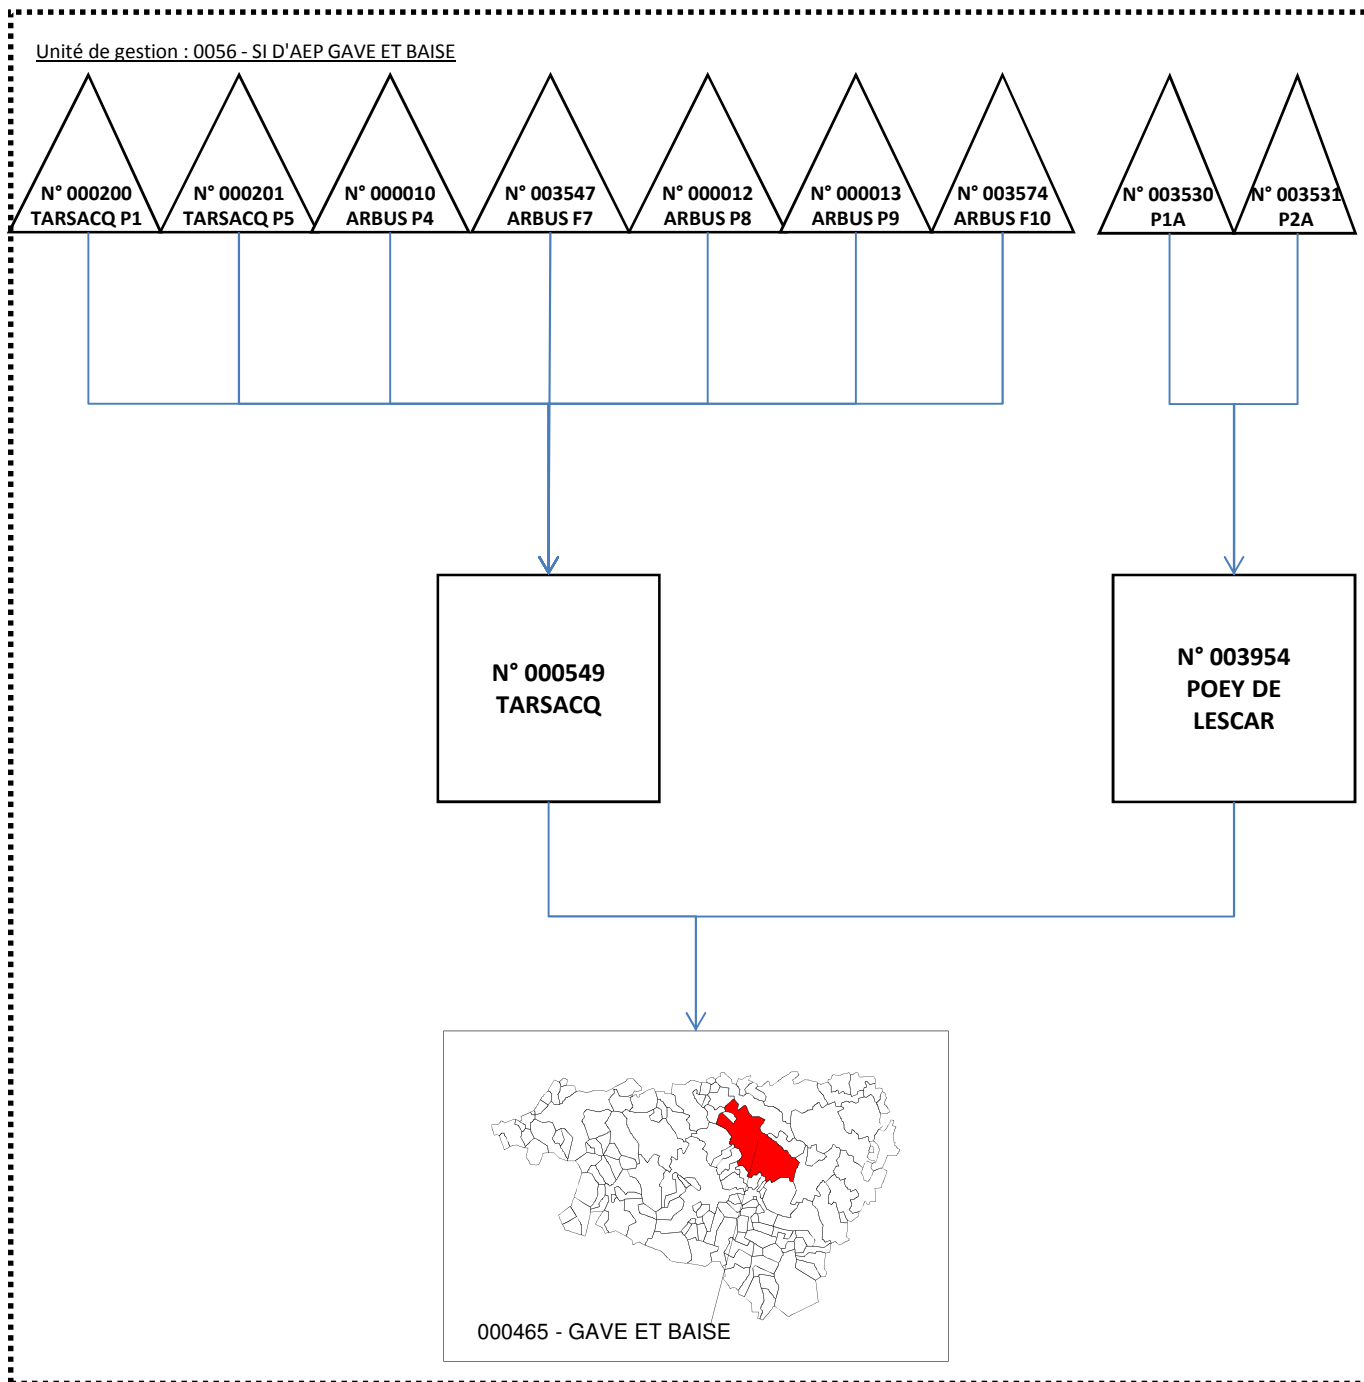 Unité de gestion : 0056 - SI D'AEP GAVE ET BAISE
N° 000200
TARSACQ P1
N° 000201
TARSACQ P5
N° 000010
ARBUS P4
N° 003547
ARBUS F7
N° 000012
ARBUS P8
N° 000013
ARBUS P9
N° 003574
ARBUS F10
N° 003530
P1A
N° 003531
P2A
N° 000549
TARSACQ
N° 003954
POEY DE
LESCAR
000465 - GAVE ET BAISE